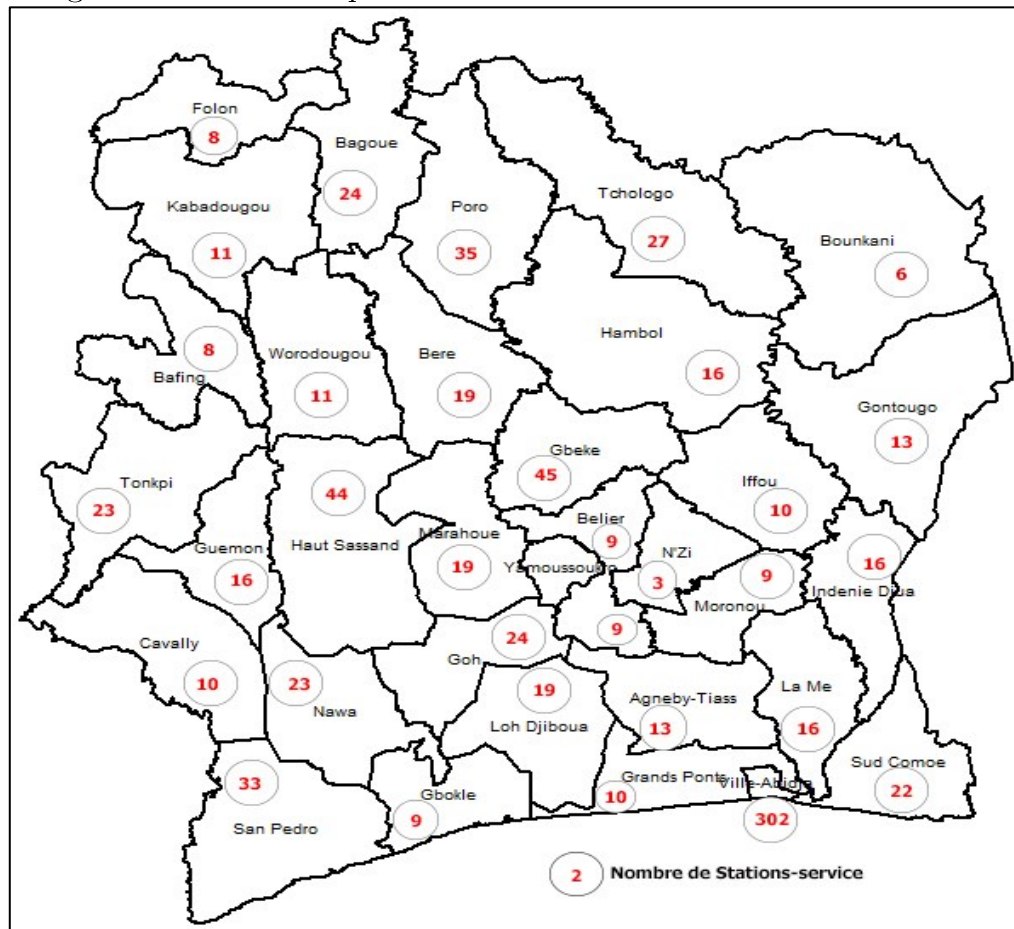 Folon
8
Bagoue
24
Kabadougou
11
Poro
35
Tchologo
27
Bounkani
6
Bafing
8
Worodougou
11
Bere
19
Hambol
16
Gontougo
13
Tonkpi
23
Guemon
16
Haut Sassand
44
Marahoue
19
Gbeke
45
Belier
9
Yamoussoukro
N'Zi
3
Iffou
10
Moronou
9
Indenie Djua
16
9
Cavally
10
Nawa
23
Goh
24
Loh Djiboua
19
Agneby-Tiass
13
La Me
16
Sud Comoe
22
San Pedro
33
Gbokle
9
Grands Ponts
10
Ville-Abidja
302
2 Nombre de Stations-service